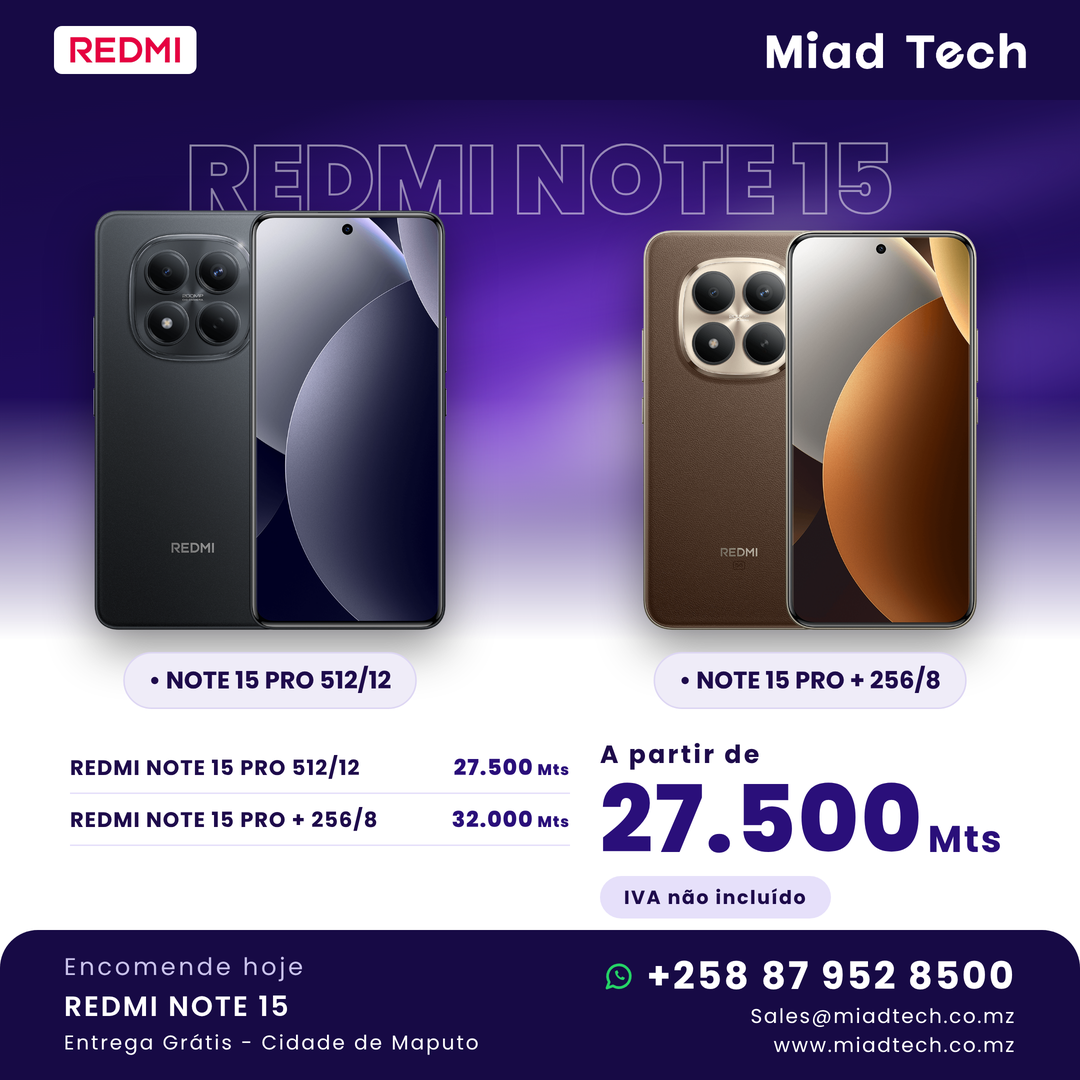 REDMI
Miad Tech
REDMI NOTE 15
200MP
REDMI
REDMI
• NOTE 15 PRO 512/12
• NOTE 15 PRO + 256/8
REDMI NOTE 15 PRO 512/12 27.500 Mts
REDMI NOTE 15 PRO + 256/8 32.000 Mts
A partir de
27.500 Mts
IVA não incluído
Encomende hoje
REDMI NOTE 15
Entrega Grátis - Cidade de Maputo
+258 87 952 8500
Sales@miadtech.co.mz
www.miadtech.co.mz